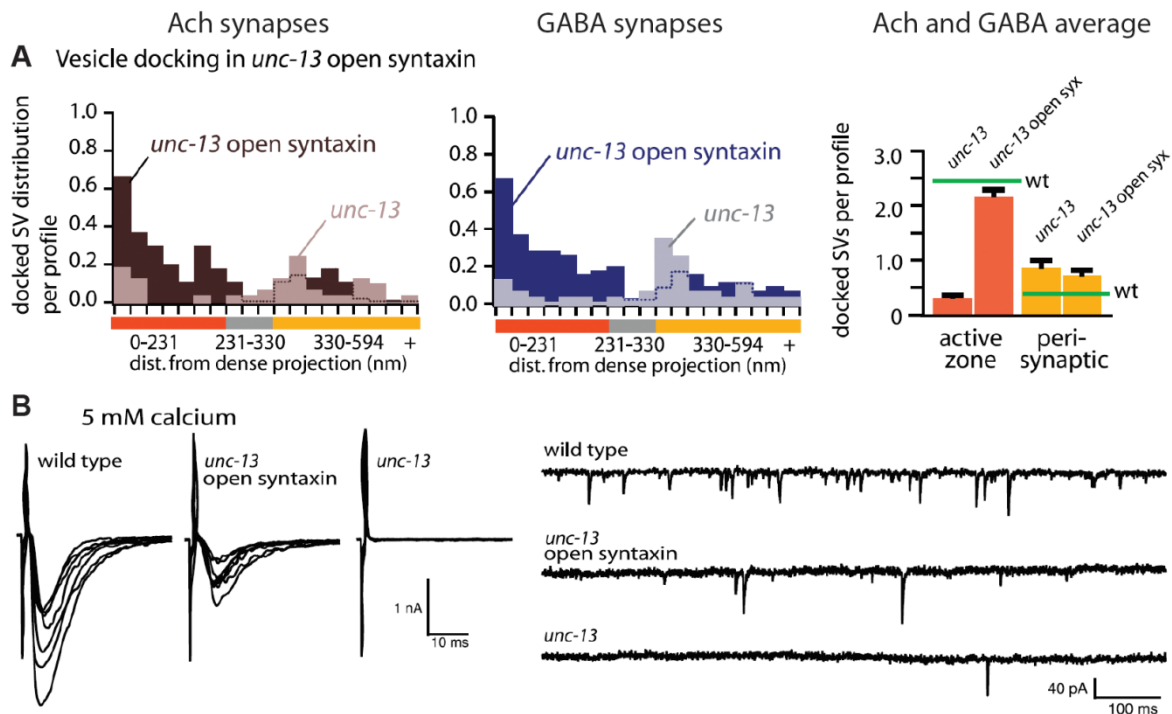 Ach synapses
GABA synapses
Ach and GABA average
A Vesicle docking in unc-13 open syntaxin
docked SV distribution
per profile
1.0
0.8
0.6
0.4
0.2
0.0
unc-13 open syntaxin
unc-13
0-231 231-330 330-594 +
dist. from dense projection (nm)
1.0
0.8
0.6
0.4
0.2
0.0
unc-13 open syntaxin
unc-13
0-231 231-330 330-594 +
dist. from dense projection (nm)
docked SVs per profile
3.0
2.0
1.0
0.0
unc-13
unc-13 open syx
wt
unc-13
unc-13 open syx
wt
active
zone
peri-
synaptic
B
5 mM calcium
wild type
unc-13
open syntaxin
unc-13
1 nA
10 ms
wild type
unc-13
open syntaxin
unc-13
40 pA
100 ms